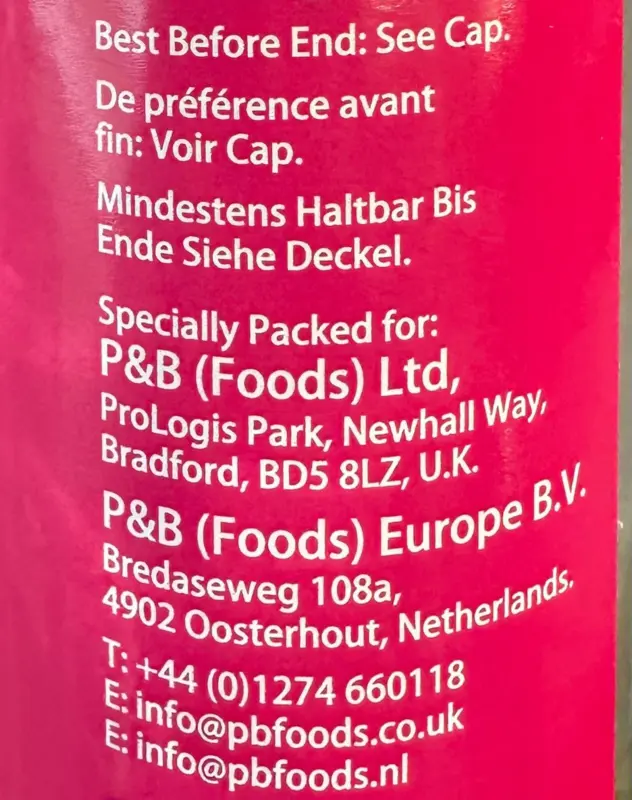 Best Before End: See Cap.
De préférence avant
fin: Voir Cap.
Mindestens Haltbar Bis
Ende Siehe Deckel.
Specially Packed for:
P&B (Foods) Ltd,
ProLogis Park, Newhall Way,
Bradford, BD5 8LZ, U.K.
P&B (Foods) Europe B.V.
Bredaseweg 108a,
4902 Oosterhout, Netherlands.
T: +44 (0)1274 660118
E: info@pbfoods.co.uk
E: info@pbfoods.nl